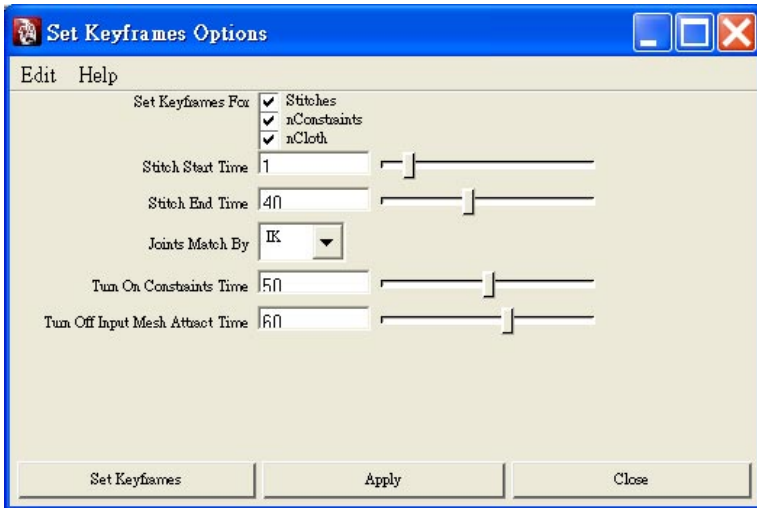 Set Keyframes Options
Edit Help
Set Keyframes For Stitches
nConstraints
nCloth
Stitch Start Time 1
Stitch End Time 40
Joints Match By IK
Turn On Constraints Time 50
Turn Off Input Mesh Attract Time 60
Set Keyframes Apply Close